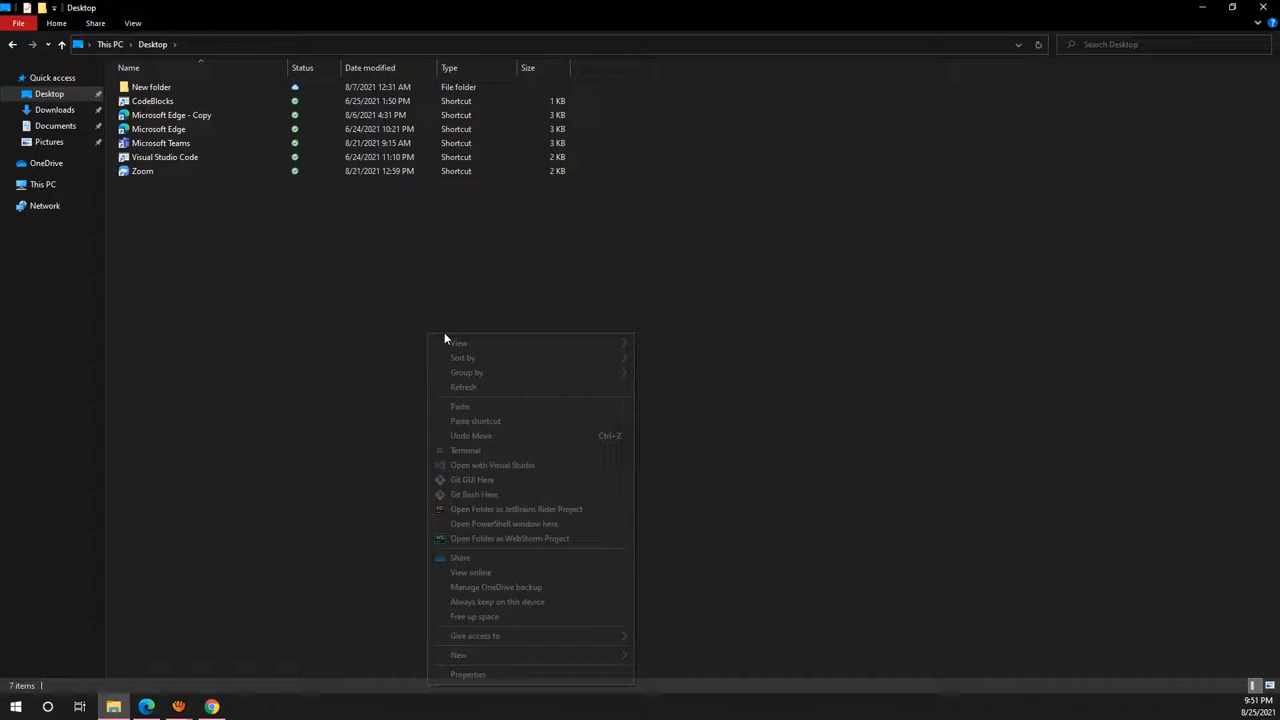 Desktop
File Home Share View
This PC Desktop Search Desktop
Name Status Date modified Type Size
Quick access
Desktop
Downloads
Documents
Pictures
OneDrive
This PC
Network
New folder 8/7/2021 12:31 AM File folder
CodeBlocks 6/25/2021 1:50 PM Shortcut 1 KB
Microsoft Edge - Copy 8/6/2021 4:31 PM Shortcut 3 KB
Microsoft Edge 6/24/2021 10:21 PM Shortcut 3 KB
Microsoft Teams 8/21/2021 9:15 AM Shortcut 3 KB
Visual Studio Code 6/24/2021 11:10 PM Shortcut 2 KB
Zoom 8/21/2021 12:59 PM Shortcut 2 KB
View
Sort by
Group by
Refresh
Paste
Paste shortcut
Undo Move Ctrl+Z
Terminal
Open with Visual Studio
Git GUI Here
Git Bash Here
Open Folder as JetBrains Rider Project
Open PowerShell window here
Open Folder as WebStorm Project
Share
View online
Manage OneDrive backup
Always keep on this device
Free up space
Give access to
New
Properties
7 items
9:51 PM
8/25/2021